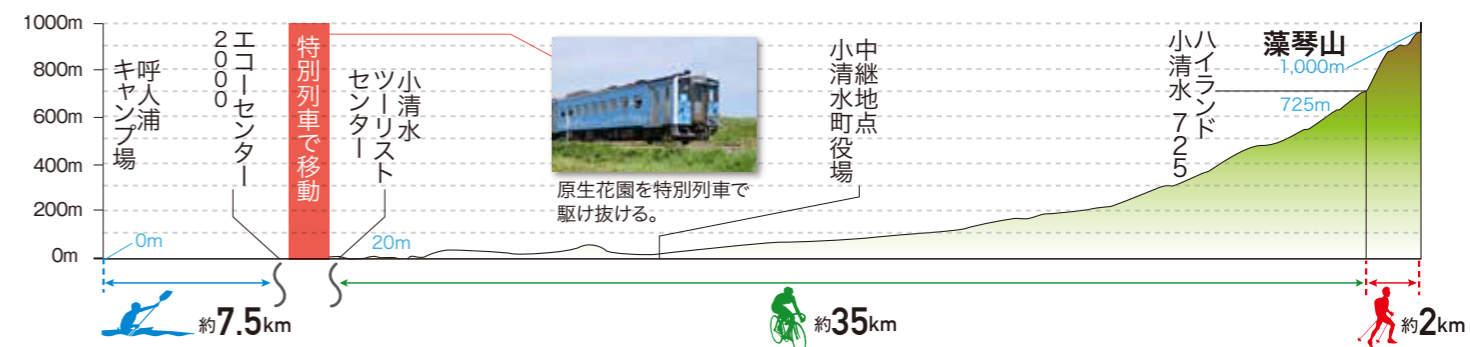 1000m
800m
600m
400m
200m
0m
0m
呼人浦
キャンプ場
エコーセンター
2000
特別列車で移動
小清水
ツーリスト
センター
20m
原生花園を特別列車で
駆け抜ける。
中継地点
小清水町役場
ハイランド
小清水 725
藻琴山
1,000m
725m
約7.5km
約35km
約2km